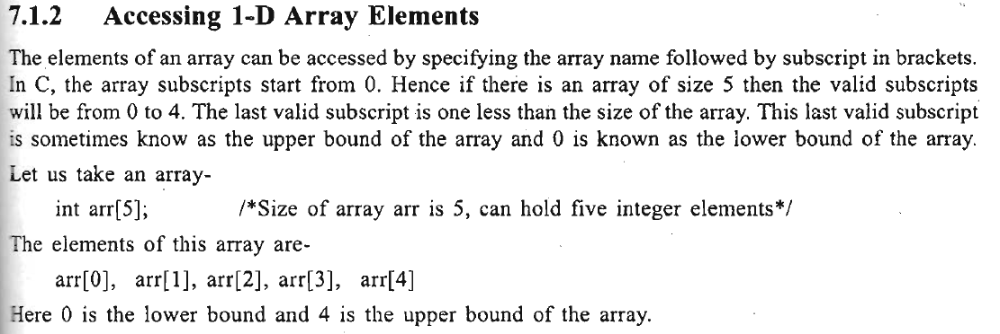 7.1.2 Accessing 1-D Array Elements
The elements of an array can be accessed by specifying the array name followed by subscript in brackets.
In C, the array subscripts start from 0. Hence if there is an array of size 5 then the valid subscripts
will be from 0 to 4. The last valid subscript is one less than the size of the array. This last valid subscript
is sometimes know as the upper bound of the array and 0 is known as the lower bound of the array.
Let us take an array-
int arr[5]; /*Size of array arr is 5, can hold five integer elements*/
The elements of this array are-
arr[0], arr[1], arr[2], arr[3], arr[4]
Here 0 is the lower bound and 4 is the upper bound of the array.